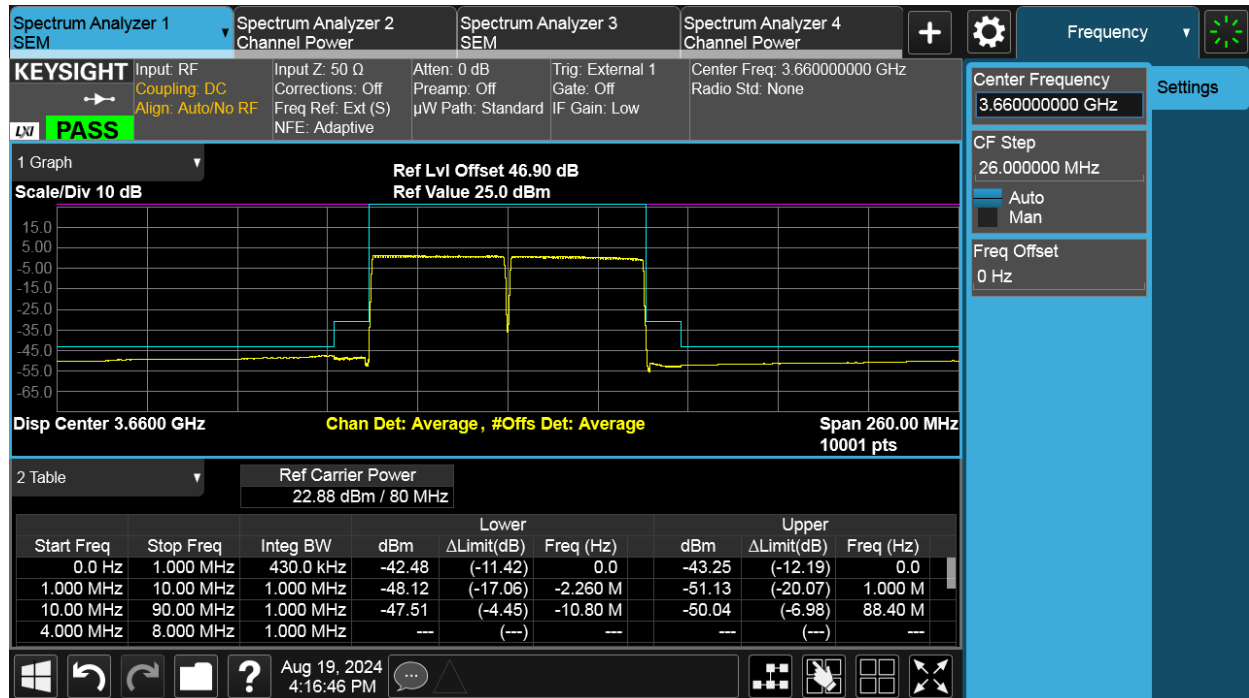 Spectrum Analyzer 1
SEM
Spectrum Analyzer 2
Channel Power
Spectrum Analyzer 3
SEM
Spectrum Analyzer 4
Channel Power
+
Frequency
KEYSIGHT
LXI
PASS
Input: RF
Coupling: DC
Align: Auto/No RF
Input Z: 50 Ω
Corrections: Off
Freq Ref: Ext (S)
NFE: Adaptive
Atten: 0 dB
Preamp: Off
µW Path: Standard
Trig: External 1
Gate: Off
IF Gain: Low
Center Freq: 3.660000000 GHz
Radio Std: None
Center Frequency
3.660000000 GHz
Settings
CF Step
26.000000 MHz
Auto
Man
Freq Offset
0 Hz
1 Graph
Scale/Div 10 dB
Ref Lvl Offset 46.90 dB
Ref Value 25.0 dBm
15.0
5.00
-5.00
-15.0
-25.0
-35.0
-45.0
-55.0
-65.0
Disp Center 3.6600 GHz
Chan Det: Average , #Offs Det: Average
Span 260.00 MHz
10001 pts
2 Table
Ref Carrier Power
22.88 dBm / 80 MHz
Lower Upper
Start Freq Stop Freq Integ BW dBm ΔLimit(dB) Freq (Hz) dBm ΔLimit(dB) Freq (Hz)
0.0 Hz 1.000 MHz 430.0 kHz -42.48 (-11.42) 0.0 -43.25 (-12.19) 0.0
1.000 MHz 10.00 MHz 1.000 MHz -48.12 (-17.06) -2.260 M -51.13 (-20.07) 1.000 M
10.00 MHz 90.00 MHz 1.000 MHz -47.51 (-4.45) -10.80 M -50.04 (-6.98) 88.40 M
4.000 MHz 8.000 MHz 1.000 MHz --- (---) --- --- (---) ---
?
Aug 19, 2024
4:16:46 PM